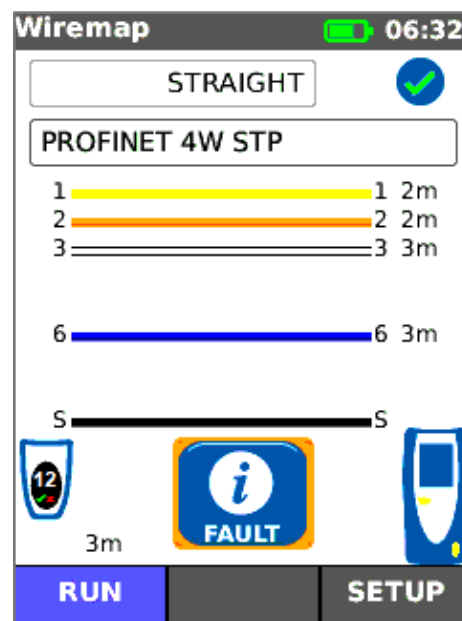 Wiremap 06:32
STRAIGHT
PROFINET 4W STP
1 1 2m
2 2 2m
3 3 3m
6 6 3m
S S
12
i
FAULT
3m
RUN SETUP